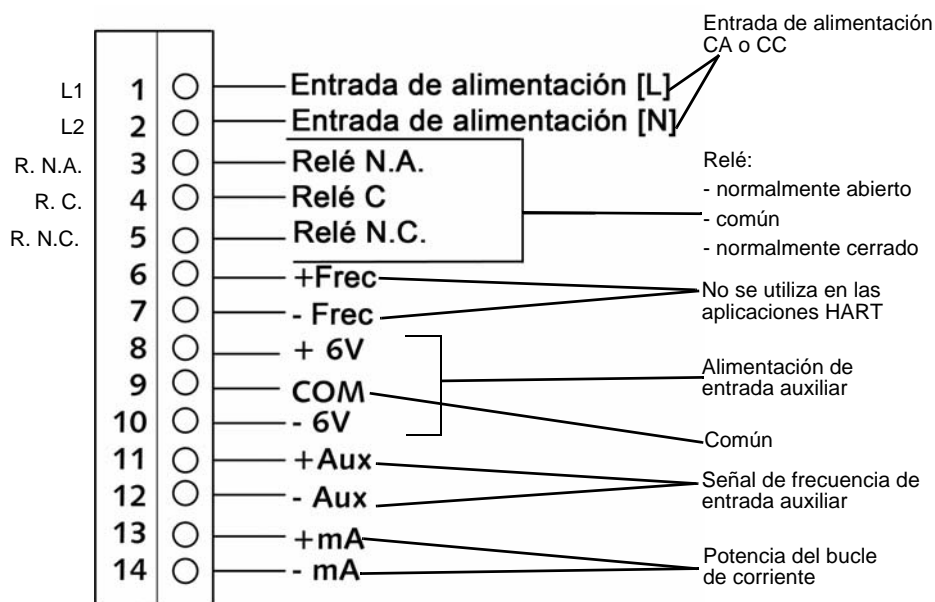 Entrada de alimentación
CA o CC
L1 1 Entrada de alimentación [L]
L2 2 Entrada de alimentación [N]
R. N.A. 3 Relé N.A.
R. C. 4 Relé C
R. N.C. 5 Relé N.C.
Relé:
- normalmente abierto
- común
- normalmente cerrado
6 +Frec
7 - Frec
No se utiliza en las
aplicaciones HART
8 + 6V
9 COM
10 - 6V
Alimentación de
entrada auxiliar
Común
11 +Aux
12 - Aux
Señal de frecuencia de
entrada auxiliar
13 +mA
14 - mA
Potencia del bucle
de corriente